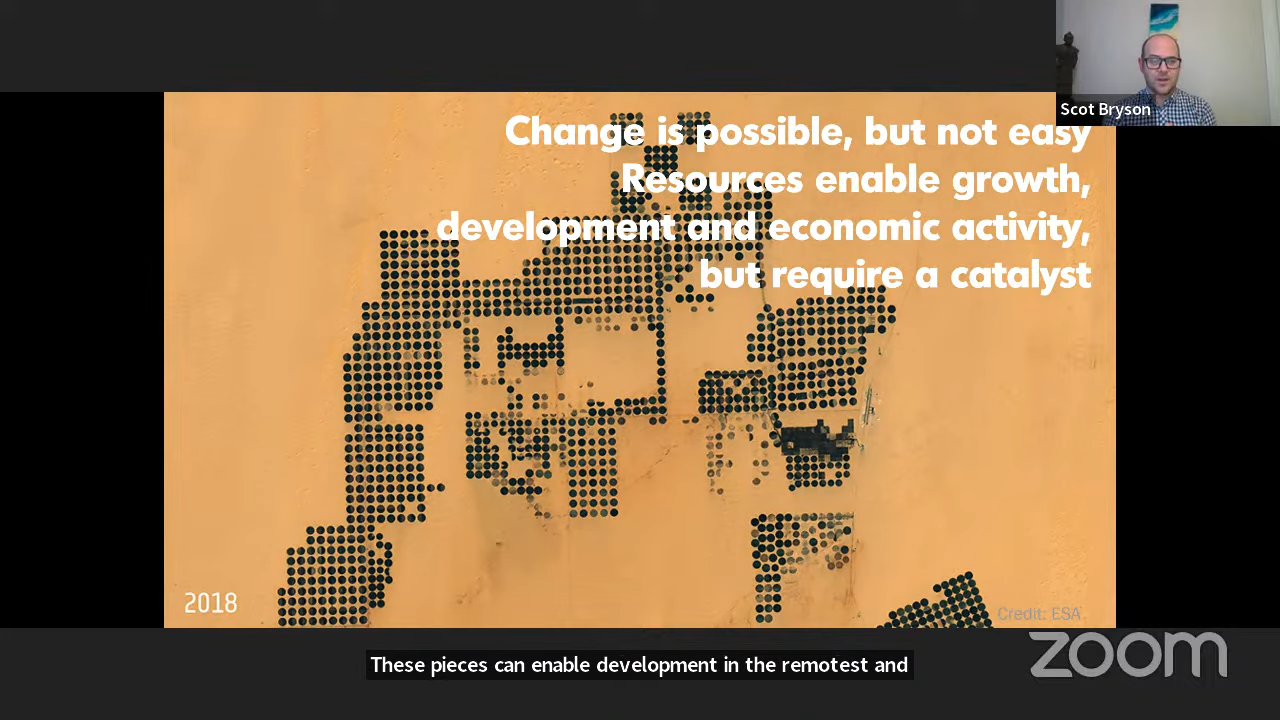 Scot Bryson
Change is possible, but not easy
Resources enable growth,
development and economic activity,
but require a catalyst
2018
Credit: ESA
These pieces can enable development in the remotest and
zoom